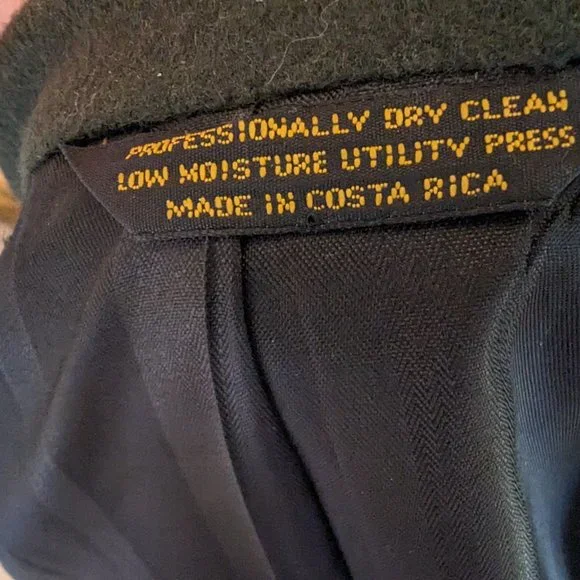 PROFESSIONALLY DRY CLEAN
LOW MOISTURE UTILITY PRESS
MADE IN COSTA RICA